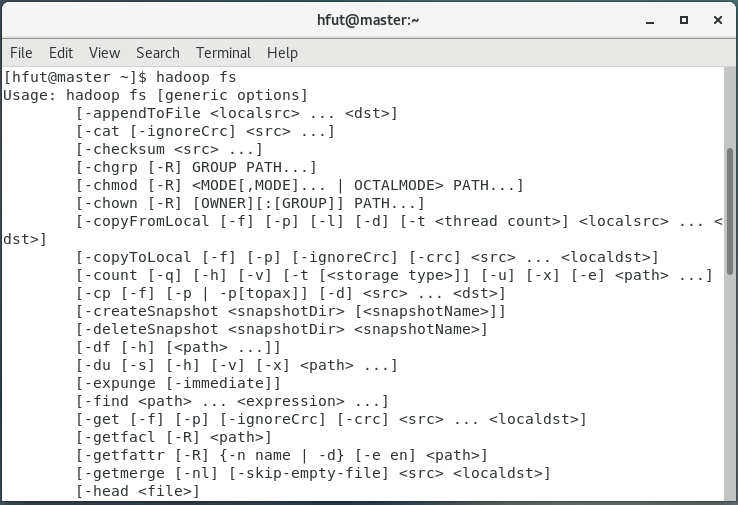 hfut@master:~
File Edit View Search Terminal Help
[hfut@master ~]$ hadoop fs
Usage: hadoop fs [generic options]
[-appendToFile <localsrc> ... <dst>]
[-cat [-ignoreCrc] <src> ...]
[-checksum <src> ...]
[-chgrp [-R] GROUP PATH...]
[-chmod [-R] <MODE[,MODE]... | OCTALMODE> PATH...]
[-chown [-R] [OWNER][:[GROUP]] PATH...]
[-copyFromLocal [-f] [-p] [-l] [-d] [-t <thread count>] <localsrc> ... <
dst>]
[-copyToLocal [-f] [-p] [-ignoreCrc] [-crc] <src> ... <localdst>]
[-count [-q] [-h] [-v] [-t [<storage type>]] [-u] [-x] [-e] <path> ...]
[-cp [-f] [-p | -p[topax]] [-d] <src> ... <dst>]
[-createSnapshot <snapshotDir> [<snapshotName>]]
[-deleteSnapshot <snapshotDir> <snapshotName>]
[-df [-h] [<path> ...]]
[-du [-s] [-h] [-v] [-x] <path> ...]
[-expunge [-immediate]]
[-find <path> ... <expression> ...]
[-get [-f] [-p] [-ignoreCrc] [-crc] <src> ... <localdst>]
[-getfacl [-R] <path>]
[-getfattr [-R] {-n name | -d} [-e en] <path>]
[-getmerge [-nl] [-skip-empty-file] <src> <localdst>]
[-head <file>]